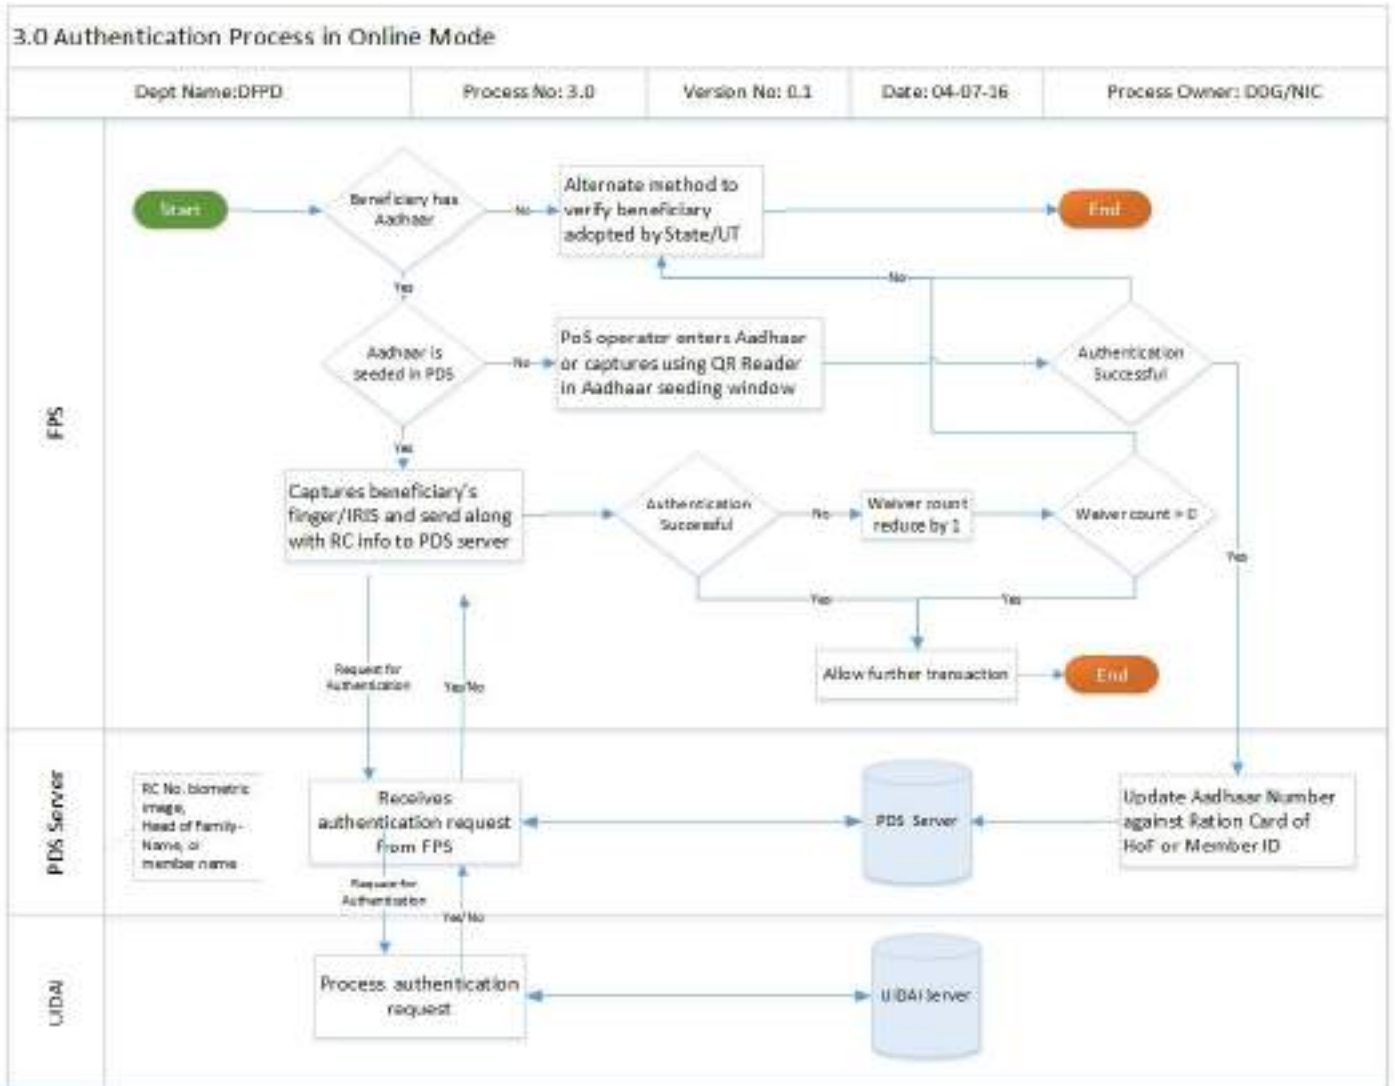 3.0 Authentication Process in Online Mode
Dept Name:DFPD
Process No: 3.0
Version No: 0.1
Date: 04-07-16
Process Owner: DDG/NIC
FPS
Start
Beneficiary has
Aadhaar
No
Alternate method to
verify beneficiary
adopted by State/UT
End
Yes
No
Aadhaar is
seeded in PDS
No
PoS operator enters Aadhaar
or captures using QR Reader
in Aadhaar seeding window
Authentication
Successful
Yes
Captures beneficiary's
finger/IRIS and send along
with RC info to PDS server
Authentication
Successful
No
Waiver count
reduce by 1
Waiver count > 0
Yes
Yes
Yes
Request for
Authentication
Yes/No
Allow further transaction
End
PDS Server
RC No. biometric
image,
Head of Family-
Name, or
member name
Receives
authentication request
from FPS
PDS Server
Update Aadhaar Number
against Ration Card of
HoF or Member ID
Request for
Authentication
Yes/No
UIDAI
Process authentication
request
UIDAI Server